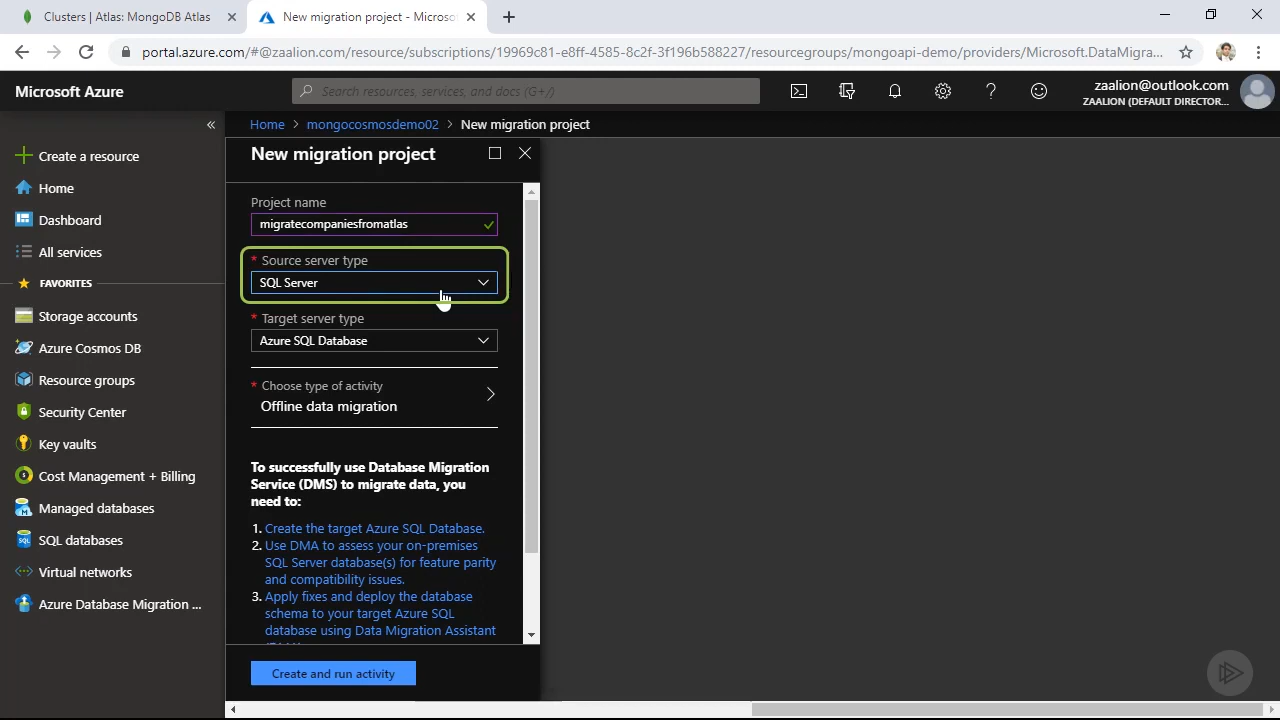 Clusters | Atlas: MongoDB Atlas
New migration project - Microso
portal.azure.com/#@zaalion.com/resource/subscriptions/19969c81-e8ff-4585-8c2f-3f196b588227/resourcegroups/mongoapi-demo/providers/Microsoft.DataMigra...
Microsoft Azure
Search resources, services, and docs (G+/)
zaalion@outlook.com
ZAALION (DEFAULT DIRECTOR...
Home > mongocosmosdemo02 > New migration project
Create a resource
Home
Dashboard
All services
FAVORITES
Storage accounts
Azure Cosmos DB
Resource groups
Security Center
Key vaults
Cost Management + Billing
Managed databases
SQL databases
Virtual networks
Azure Database Migration ...
New migration project
Project name
migratecompaniesfromatlas
* Source server type
SQL Server
* Target server type
Azure SQL Database
* Choose type of activity
Offline data migration
To successfully use Database Migration
Service (DMS) to migrate data, you
need to:
1. Create the target Azure SQL Database.
2. Use DMA to assess your on-premises
SQL Server database(s) for feature parity
and compatibility issues.
3. Apply fixes and deploy the database
schema to your target Azure SQL
database using Data Migration Assistant
Create and run activity